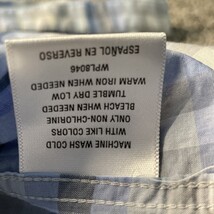 MACHINE WASH COLD
WITH LIKE COLORS
ONLY NON-CHLORINE
BLEACH WHEN NEEDED
TUMBLE DRY LOW
WARM IRON WHEN NEEDED
WPL8046
ESPAÑOL EN REVERSO